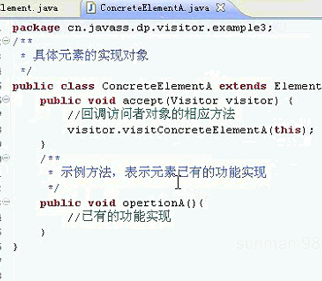 lement.java
ConcreteElementA.java
package cn.javass.dp.visitor.example3;
/**
* 具体元素的实现对象
*/
public class ConcreteElementA extends Element
public void accept(Visitor visitor) {
//回调访问者对象的相应方法
visitor.visitConcreteElementA(this);
}
/**
* 示例方法，表示元素已有的功能实现
*/
public void opertionA(){
//已有的功能实现
}
}